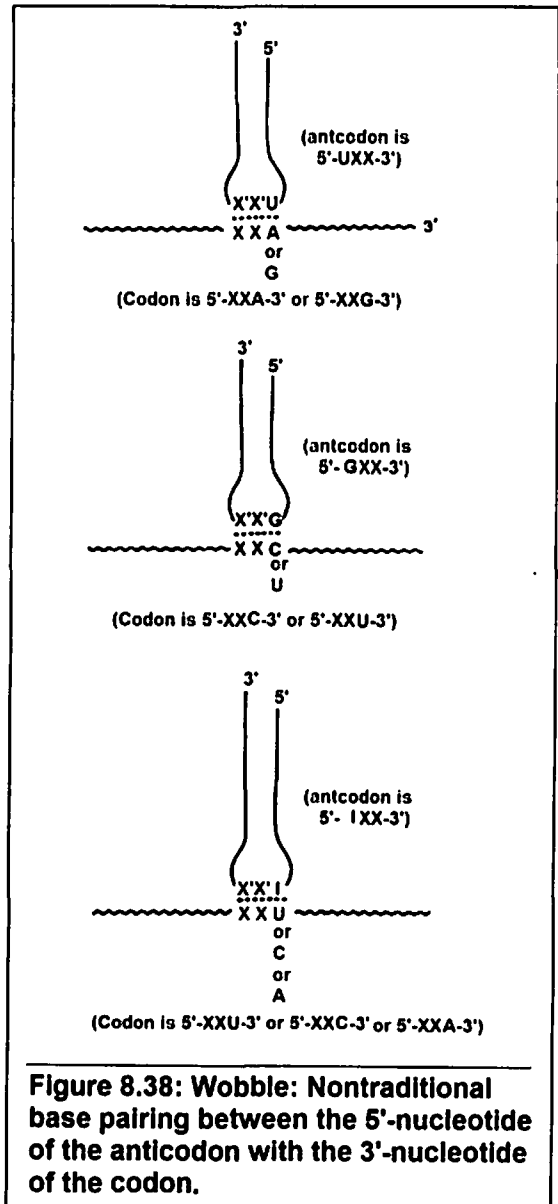 3'
5'
(antcodon is
5'-UXX-3')
X'X'U
X X A
3'
or
G
(Codon is 5'-XXA-3' or 5'-XXG-3')
3'
5'
(antcodon is
5'- GXX-3')
X'X'G
X X C
or
U
(Codon is 5'-XXC-3' or 5'-XXU-3')
3'
5'
(antcodon is
5'- IXX-3')
X'X' I
X X U
or
C
or
A
(Codon is 5'-XXU-3' or 5'-XXC-3' or 5'-XXA-3')
Figure 8.38: Wobble: Nontraditional
base pairing between the 5'-nucleotide
of the anticodon with the 3'-nucleotide
of the codon.